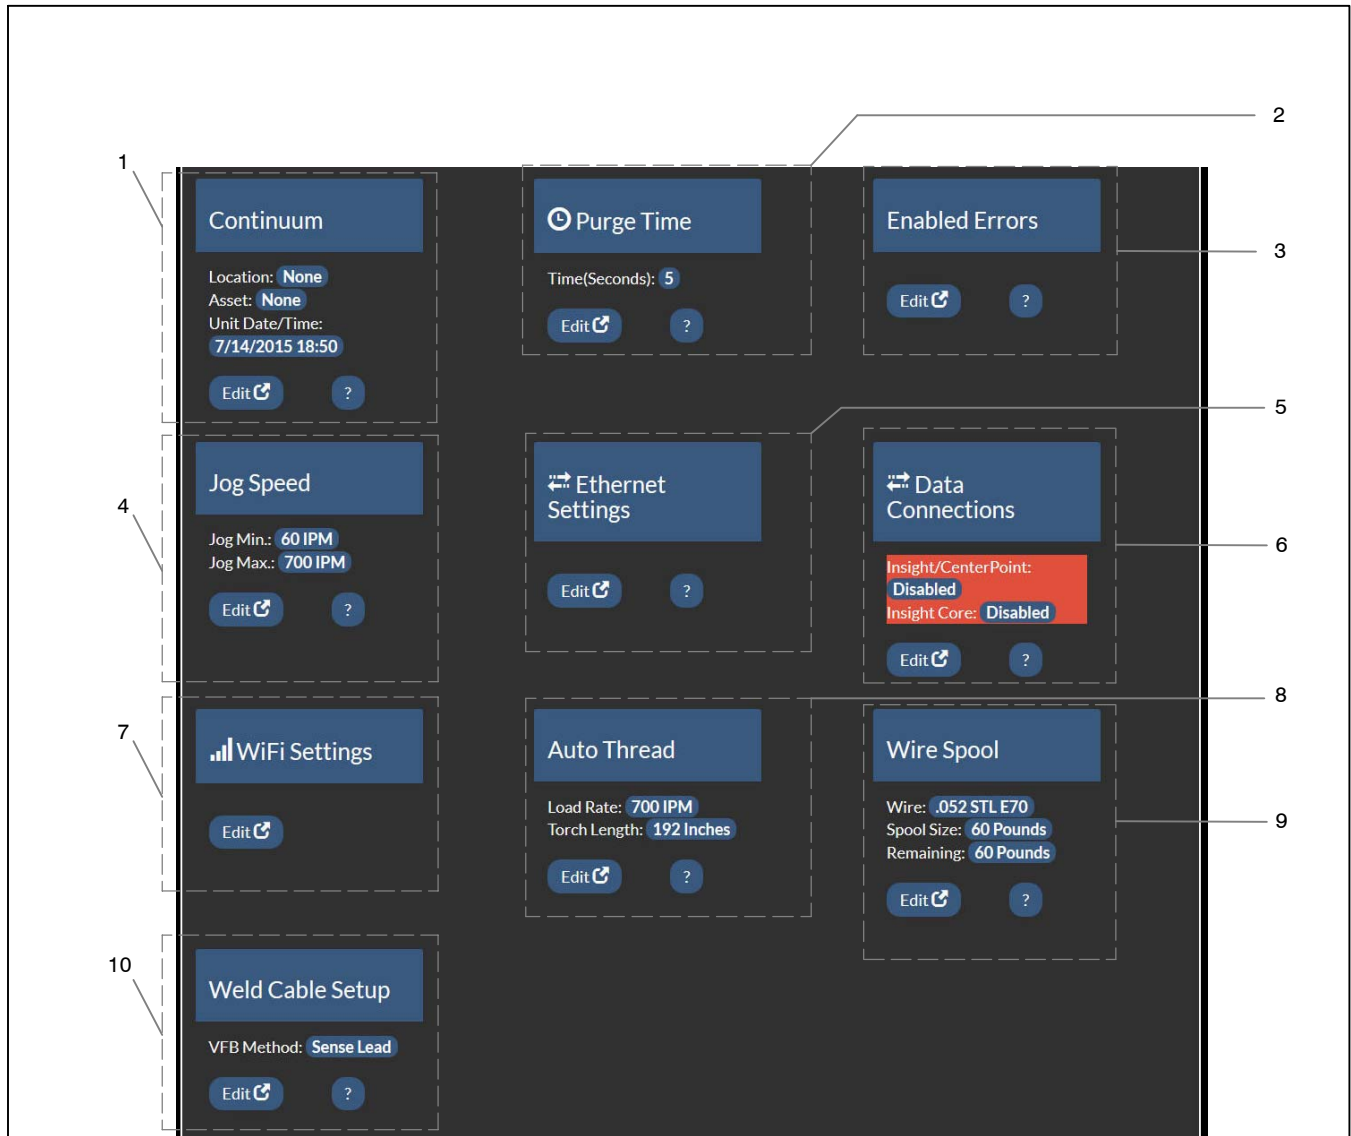 2
1
Continuum
Location: None
Asset: None
Unit Date/Time:
7/14/2015 18:50
Edit
?
Purge Time
Time(Seconds): 5
Edit
?
Enabled Errors
Edit
?
3
5
4
Jog Speed
Jog Min.: 60 IPM
Jog Max.: 700 IPM
Edit
?
Ethernet
Settings
Edit
?
Data
Connections
Insight/CenterPoint:
Disabled
Insight Core: Disabled
Edit
?
6
8
7
WiFi Settings
Edit
Auto Thread
Load Rate: 700 IPM
Torch Length: 192 Inches
Edit
?
Wire Spool
Wire: .052 STL E70
Spool Size: 60 Pounds
Remaining: 60 Pounds
Edit
?
9
10
Weld Cable Setup
VFB Method: Sense Lead
Edit
?